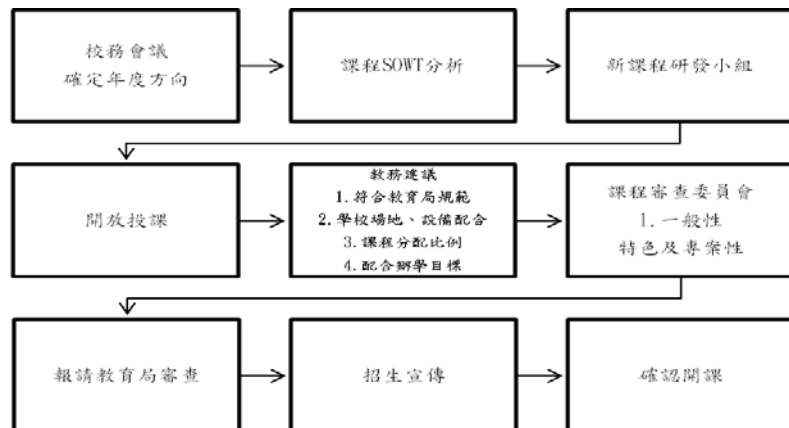 校務會議
確定年度方向
課程SOWT分析
新課程研發小組
開放投課
教務建議
1.符合教育局規範
2.學校場地、設備配合
3.課程分配比例
4.配合辦學目標
課程審查委員會
1.一般性
特色及專案性
報請教育局審查
招生宣傳
確認開課